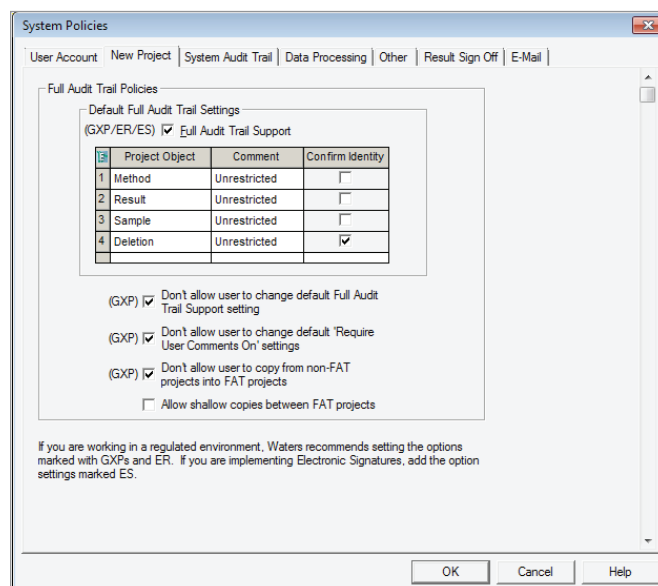 System Policies
User Account New Project System Audit Trail Data Processing Other Result Sign Off E-Mail
Full Audit Trail Policies
Default Full Audit Trail Settings
(GXP/ER/ES) Full Audit Trail Support
Project Object Comment Confirm Identity
1 Method Unrestricted
2 Result Unrestricted
3 Sample Unrestricted
4 Deletion Unrestricted
(GXP) Don't allow user to change default Full Audit
Trail Support setting
(GXP) Don't allow user to change default 'Require
User Comments On' settings
(GXP) Don't allow user to copy from non-FAT
projects into FAT projects
Allow shallow copies between FAT projects
If you are working in a regulated environment, Waters recommends setting the options
marked with GXPs and ER. If you are implementing Electronic Signatures, add the option
settings marked ES.
OK Cancel Help